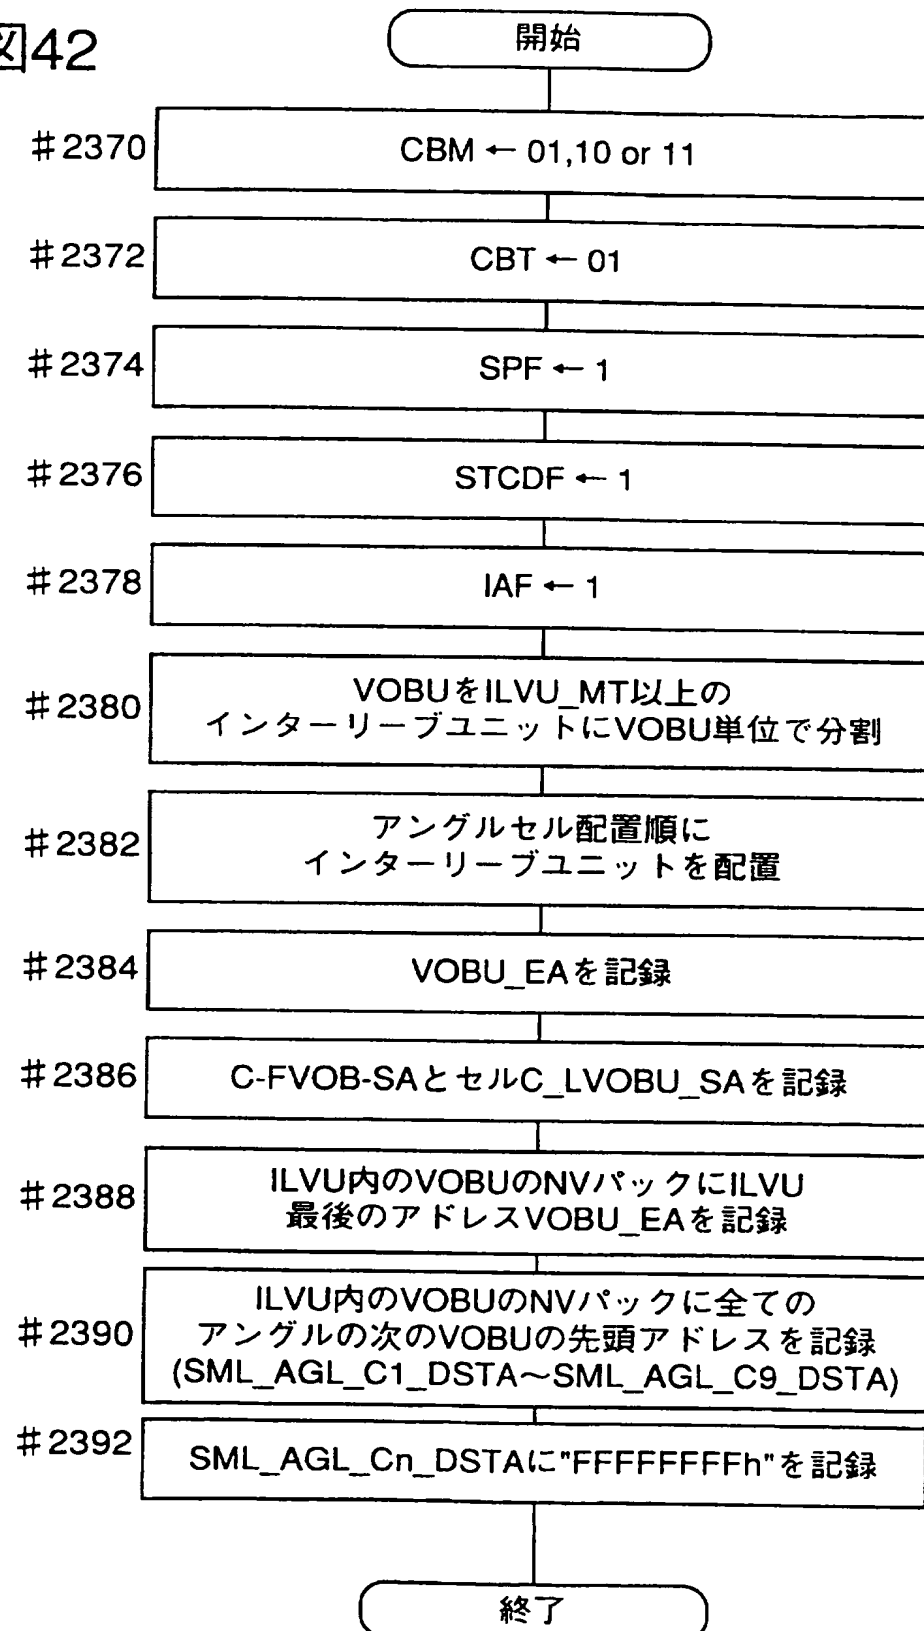 図42
開始
#2370
CBM ← 01,10 or 11
#2372
CBT ← 01
#2374
SPF ← 1
#2376
STCDF ← 1
#2378
IAF ← 1
#2380
VOBUをILVU_MT以上の
インターリーブユニットにVOBU単位で分割
#2382
アングルセル配置順に
インターリーブユニットを配置
#2384
VOBU_EAを記録
#2386
C-FVOB-SAとセルC_LVOBU_SAを記録
#2388
ILVU内のVOBUのNVパックにILVU
最後のアドレスVOBU_EAを記録
#2390
ILVU内のVOBUのNVパックに全ての
アングルの次のVOBUの先頭アドレスを記録
(SML_AGL_C1_DSTA～SML_AGL_C9_DSTA)
#2392
SML_AGL_Cn_DSTAに"FFFFFFFFh"を記録
終了